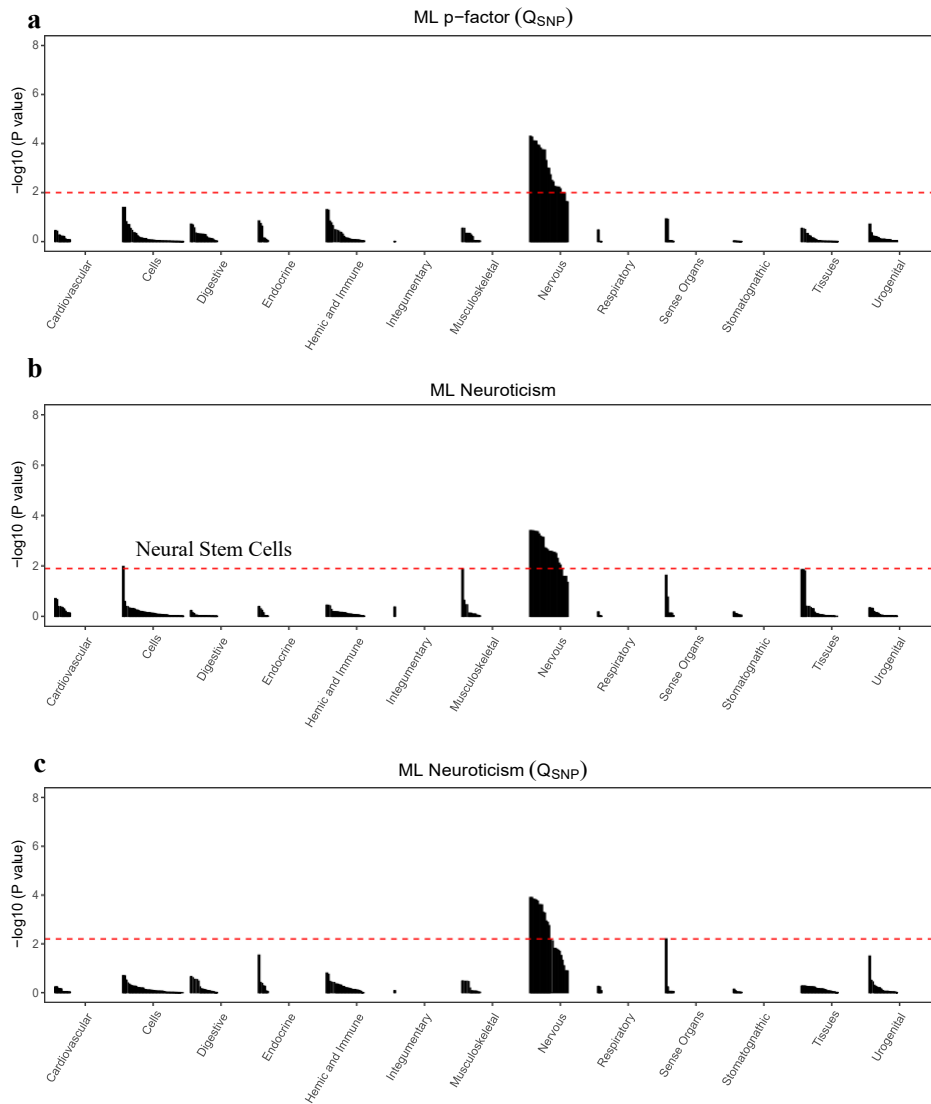 a
ML p−factor (QSNP)
−log10 (P value)
8
6
4
2
0
Cardiovascular
Cells
Digestive
Endocrine
Hemic and Immune
Integumentary
Musculoskeletal
Nervous
Respiratory
Sense Organs
Stomatognathic
Tissues
Urogenital
b
ML Neuroticism
−log10 (P value)
8
6
4
2
0
Neural Stem Cells
Cardiovascular
Cells
Digestive
Endocrine
Hemic and Immune
Integumentary
Musculoskeletal
Nervous
Respiratory
Sense Organs
Stomatognathic
Tissues
Urogenital
c
ML Neuroticism (QSNP)
−log10 (P value)
8
6
4
2
0
Cardiovascular
Cells
Digestive
Endocrine
Hemic and Immune
Integumentary
Musculoskeletal
Nervous
Respiratory
Sense Organs
Stomatognathic
Tissues
Urogenital